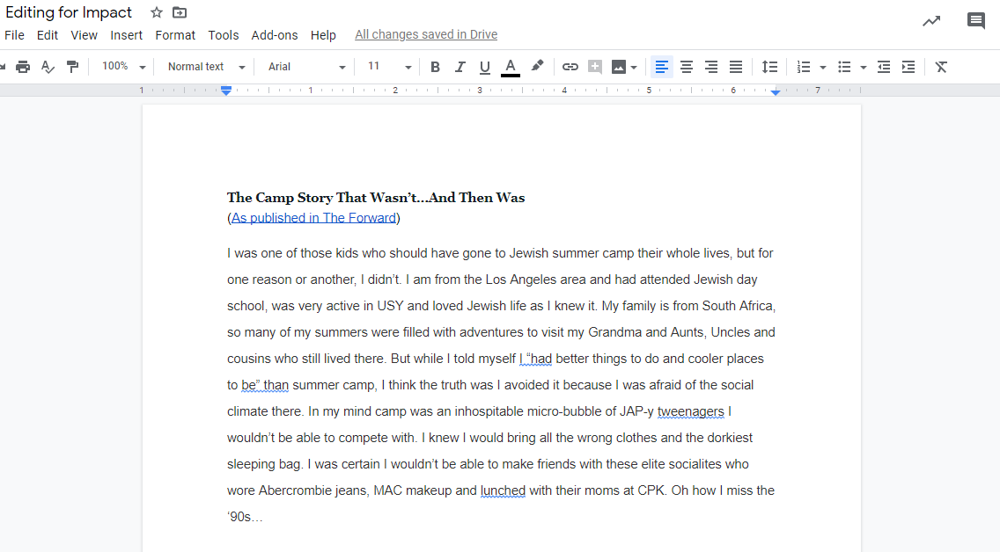 Editing for Impact
File Edit View Insert Format Tools Add-ons Help All changes saved in Drive
100% Normal text Arial 11 B I U A
1 1 2 3 4 5 6 7
The Camp Story That Wasn’t...And Then Was
(As published in The Forward)
I was one of those kids who should have gone to Jewish summer camp their whole lives, but for
one reason or another, I didn’t. I am from the Los Angeles area and had attended Jewish day
school, was very active in USY and loved Jewish life as I knew it. My family is from South Africa,
so many of my summers were filled with adventures to visit my Grandma and Aunts, Uncles and
cousins who still lived there. But while I told myself I “had better things to do and cooler places
to be” than summer camp, I think the truth was I avoided it because I was afraid of the social
climate there. In my mind camp was an inhospitable micro-bubble of JAP-y tweenagers I
wouldn’t be able to compete with. I knew I would bring all the wrong clothes and the dorkiest
sleeping bag. I was certain I wouldn’t be able to make friends with these elite socialites who
wore Abercrombie jeans, MAC makeup and lunched with their moms at CPK. Oh how I miss the
‘90s…